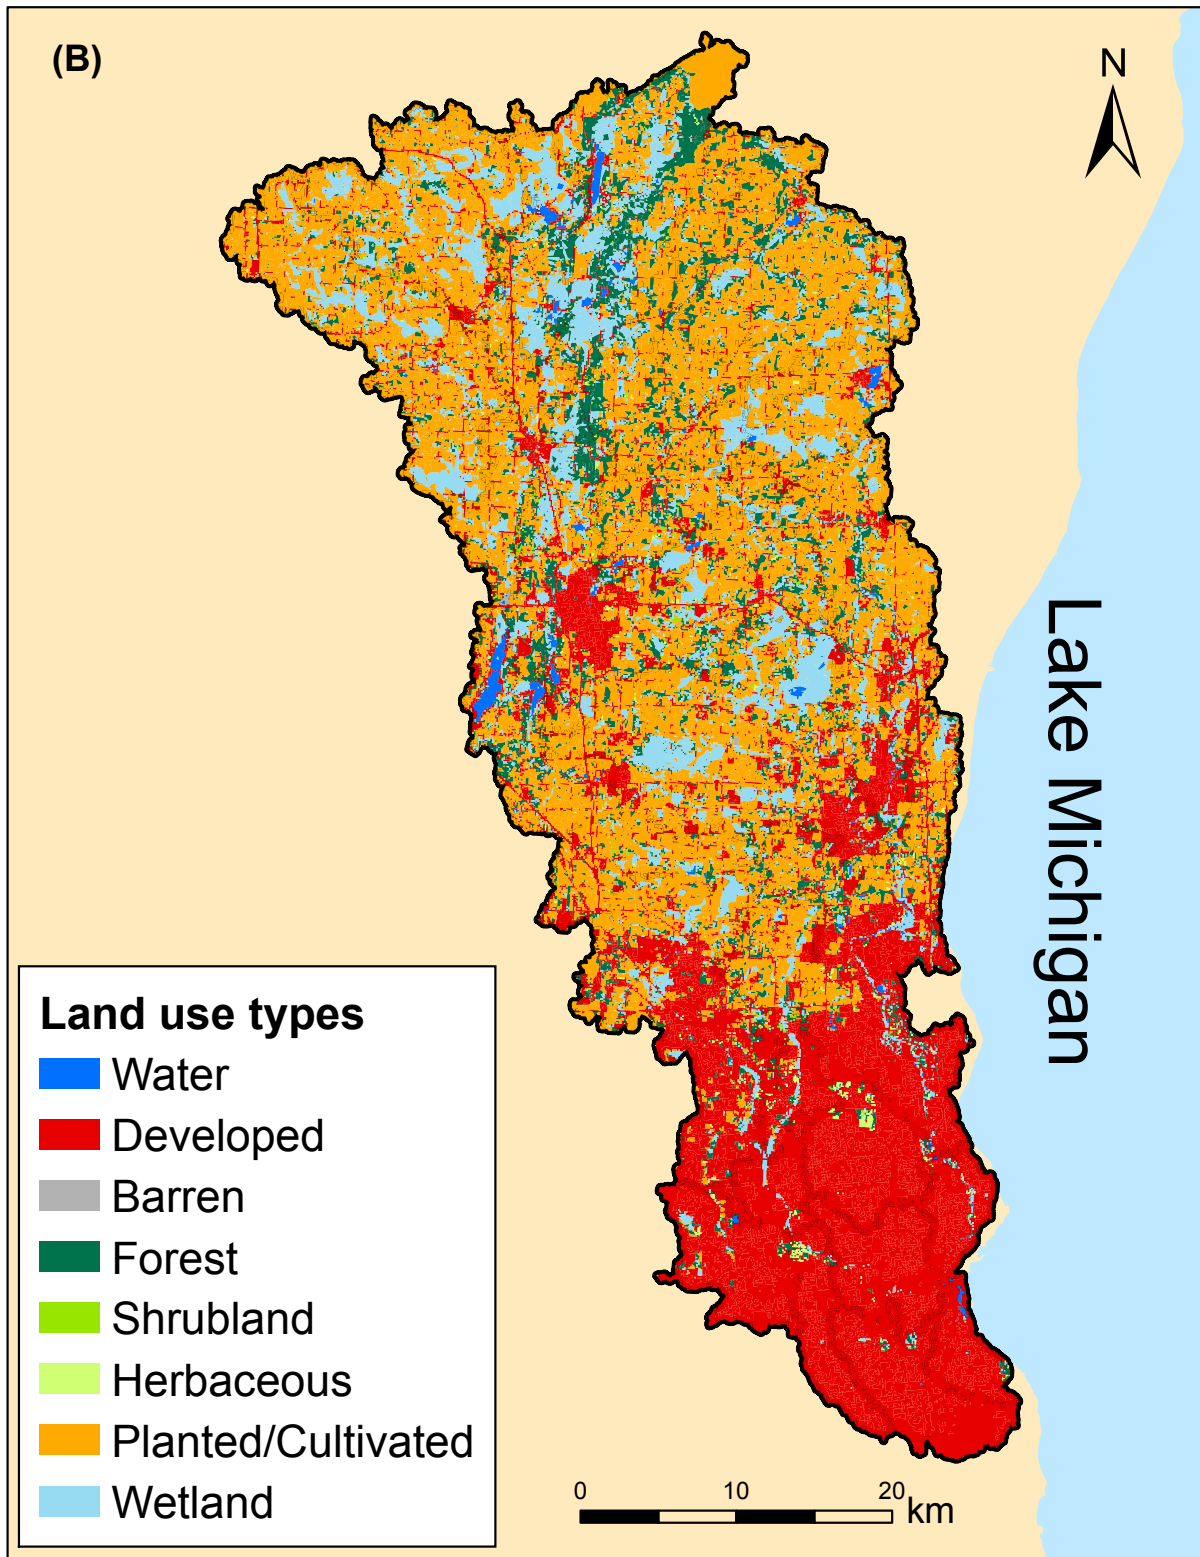 (B)
N
Lake Michigan
Land use types
Water
Developed
Barren
Forest
Shrubland
Herbaceous
Planted/Cultivated
Wetland
0 10 20 km